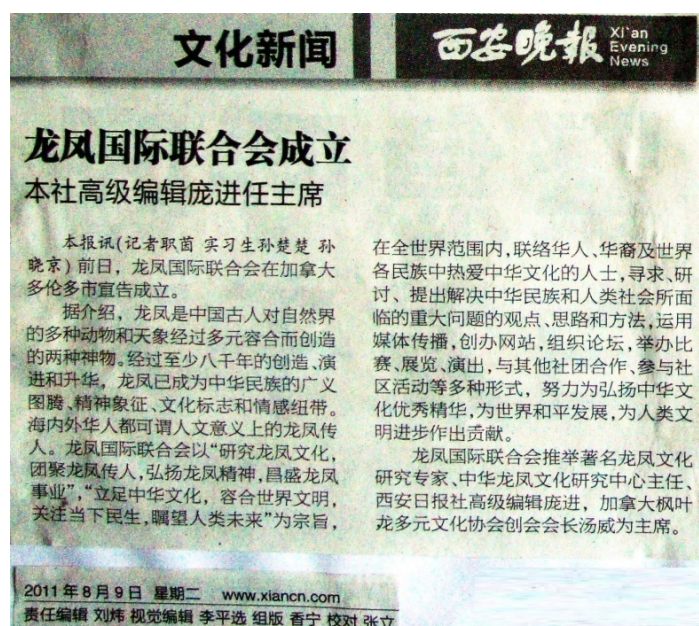 文化新闻
西安晚报
XI'an
Evening
News
龙凤国际联合会成立
本社高级编辑庞进任主席
本报讯(记者职茵 实习生孙楚楚 孙
晓京)前日，龙凤国际联合会在加拿大
多伦多市宣告成立。
据介绍，龙凤是中国古人对自然界
的多种动物和天象经过多元容合而创造
的两种神物。经过至少八千年的创造、演
进和升华，龙凤已成为中华民族的广义
图腾、精神象征、文化标志和情感纽带。
海内外华人都可谓人文意义上的龙凤传
人。龙凤国际联合会以“研究龙凤文化，
团聚龙凤传人，弘扬龙凤精神，昌盛龙凤
事业”，“立足中华文化，容合世界文明，
关注当下民生，瞩望人类未来”为宗旨，
在全世界范围内，联络华人、华裔及世界
各民族中热爱中华文化的人士，寻求、研
讨、提出解决中华民族和人类社会所面
临的重大问题的观点、思路和方法，运用
媒体传播，创办网站，组织论坛，举办比
赛、展览、演出，与其他社团合作、参与社
区活动等多种形式，努力为弘扬中华文
化优秀精华，为世界和平发展，为人类文
明进步作出贡献。
龙凤国际联合会推举著名龙凤文化
研究专家、中华龙凤文化研究中心主任、
西安日报社高级编辑庞进，加拿大枫叶
龙多元文化协会创会会长汤威为主席。
2011年8月9日 星期二 www.xiancn.com
责任编辑 刘炜 视觉编辑 李平选 组版 香宁 校对 张立